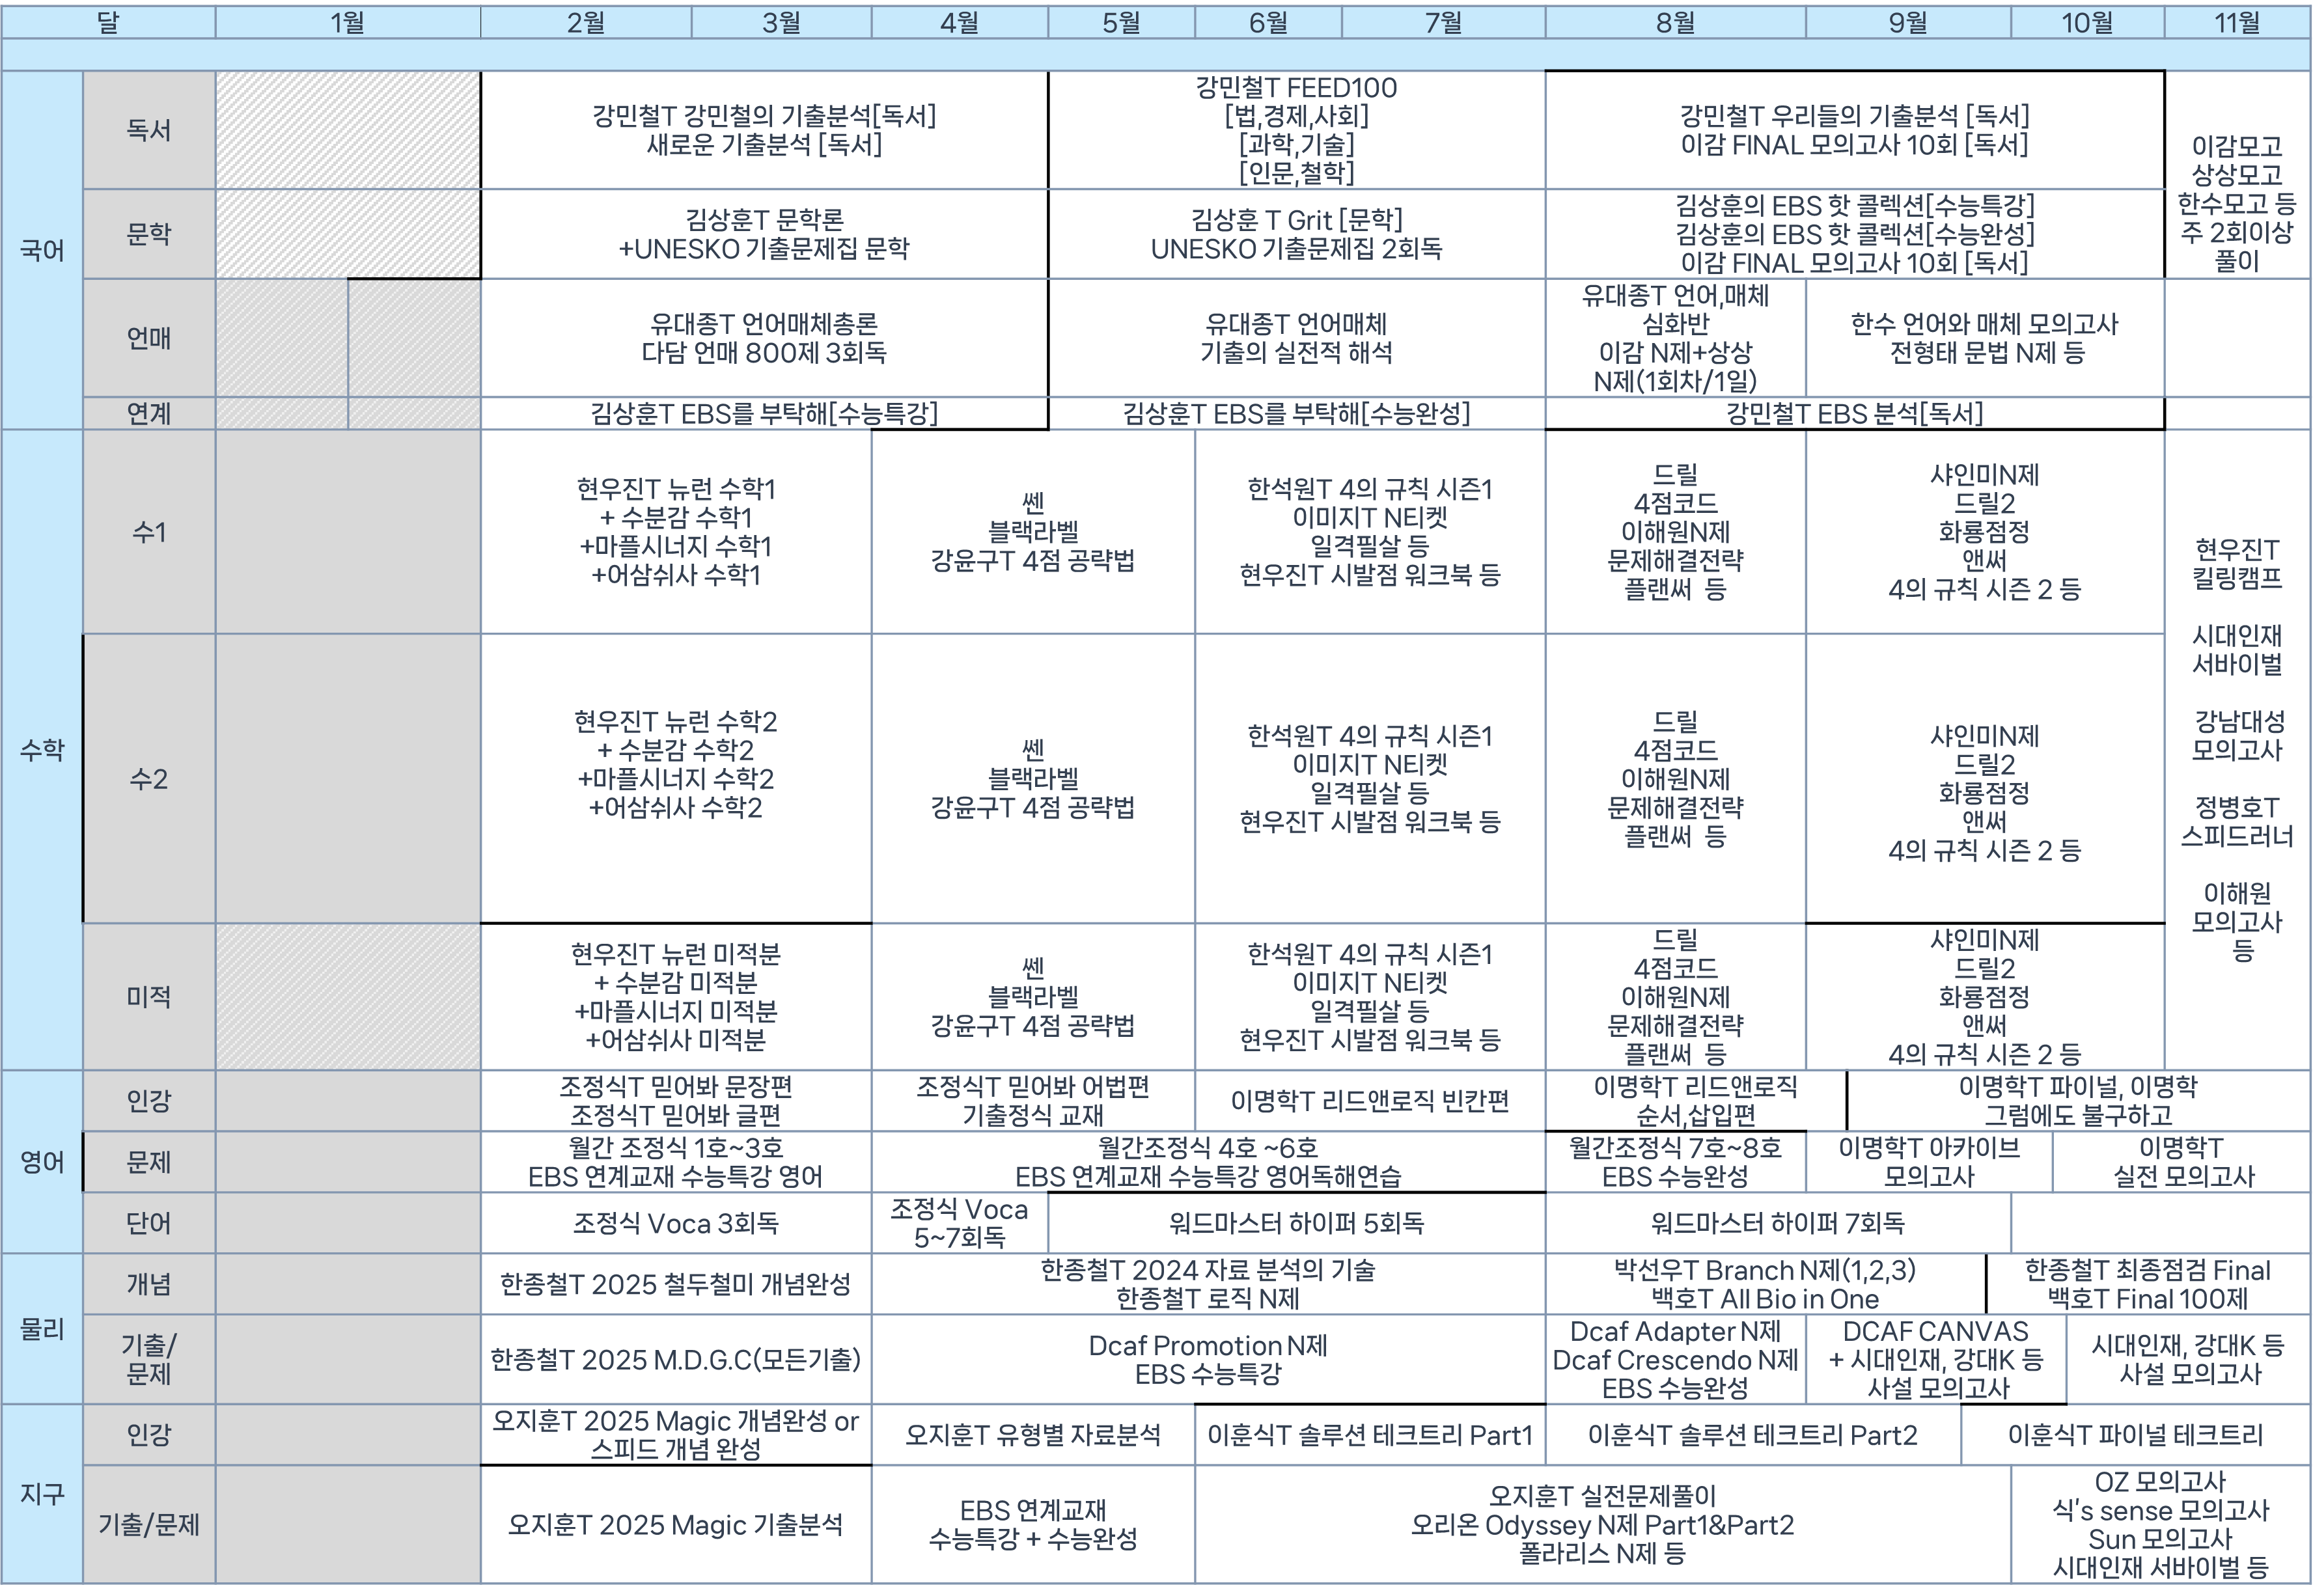 달 1월 2월 3월 4월 5월 6월 7월 8월 9월 10월 11월
국어
독서
강민철T 강민철의 기출분석[독서]
새로운 기출분석 [독서]
강민철T FEED100
[법,경제,사회]
[과학,기술]
[인문,철학]
강민철T 우리들의 기출분석 [독서]
이감 FINAL 모의고사 10회 [독서]
이감모고
상상모고
한수모고 등
주 2회이상
풀이
문학
김상훈T 문학론
+UNESKO 기출문제집 문학
김상훈 T Grit [문학]
UNESKO 기출문제집 2회독
김상훈의 EBS 핫 콜렉션[수능특강]
김상훈의 EBS 핫 콜렉션[수능완성]
이감 FINAL 모의고사 10회 [독서]
언매
유대종T 언어매체총론
다담 언매 800제 3회독
유대종T 언어매체
기출의 실전적 해석
유대종T 언어,매체
심화반
이감 N제+상상
N제(1회차/1일)
한수 언어와 매체 모의고사
전형태 문법 N제 등
연계
김상훈T EBS를 부탁해[수능특강]
김상훈T EBS를 부탁해[수능완성]
강민철T EBS 분석[독서]
수학
수1
현우진T 뉴런 수학1
+ 수분감 수학1
+마플시너지 수학1
+어삼쉬사 수학1
쎈
블랙라벨
강윤구T 4점 공략법
한석원T 4의 규칙 시즌1
이미지T N티켓
일격필살 등
현우진T 시발점 워크북 등
드릴
4점코드
이해원N제
문제해결전략
플랜써 등
샤인미N제
드릴2
화룡점정
앤써
4의 규칙 시즌 2 등
현우진T
킬링캠프
시대인재
서바이벌
강남대성
모의고사
정병호T
스피드러너
이해원
모의고사
등
수2
현우진T 뉴런 수학2
+ 수분감 수학2
+마플시너지 수학2
+어삼쉬사 수학2
쎈
블랙라벨
강윤구T 4점 공략법
한석원T 4의 규칙 시즌1
이미지T N티켓
일격필살 등
현우진T 시발점 워크북 등
드릴
4점코드
이해원N제
문제해결전략
플랜써 등
샤인미N제
드릴2
화룡점정
앤써
4의 규칙 시즌 2 등
미적
현우진T 뉴런 미적분
+ 수분감 미적분
+마플시너지 미적분
+어삼쉬사 미적분
쎈
블랙라벨
강윤구T 4점 공략법
한석원T 4의 규칙 시즌1
이미지T N티켓
일격필살 등
현우진T 시발점 워크북 등
드릴
4점코드
이해원N제
문제해결전략
플랜써 등
샤인미N제
드릴2
화룡점정
앤써
4의 규칙 시즌 2 등
영어
인강
조정식T 믿어봐 문장편
조정식T 믿어봐 글편
조정식T 믿어봐 어법편
기출정식 교재
이명학T 리드앤로직 빈칸편
이명학T 리드앤로직
순서,삽입편
이명학T 파이널, 이명학
그럼에도 불구하고
문제
월간 조정식 1호~3호
EBS 연계교재 수능특강 영어
월간조정식 4호 ~6호
EBS 연계교재 수능특강 영어독해연습
월간조정식 7호~8호
EBS 수능완성
이명학T 아카이브
모의고사
이명학T
실전 모의고사
단어
조정식 Voca 3회독
조정식 Voca
5~7회독
워드마스터 하이퍼 5회독
워드마스터 하이퍼 7회독
물리
개념
한종철T 2025 철두철미 개념완성
한종철T 2024 자료 분석의 기술
한종철T 로직 N제
박선우T Branch N제(1,2,3)
백호T All Bio in One
한종철T 최종점검 Final
백호T Final 100제
기출/
문제
한종철T 2025 M.D.G.C(모든기출)
Dcaf Promotion N제
EBS 수능특강
Dcaf Adapter N제
Dcaf Crescendo N제
EBS 수능완성
DCAF CANVAS
+ 시대인재, 강대K 등
사설 모의고사
시대인재, 강대K 등
사설 모의고사
지구
인강
오지훈T 2025 Magic 개념완성 or
스피드 개념 완성
오지훈T 유형별 자료분석
이훈식T 솔루션 테크트리 Part1
이훈식T 솔루션 테크트리 Part2
이훈식T 파이널 테크트리
기출/문제
오지훈T 2025 Magic 기출분석
EBS 연계교재
수능특강 + 수능완성
오지훈T 실전문제풀이
오리온 Odyssey N제 Part1&Part2
폴라리스 N제 등
OZ 모의고사
식's sense 모의고사
Sun 모의고사
시대인재 서바이벌 등